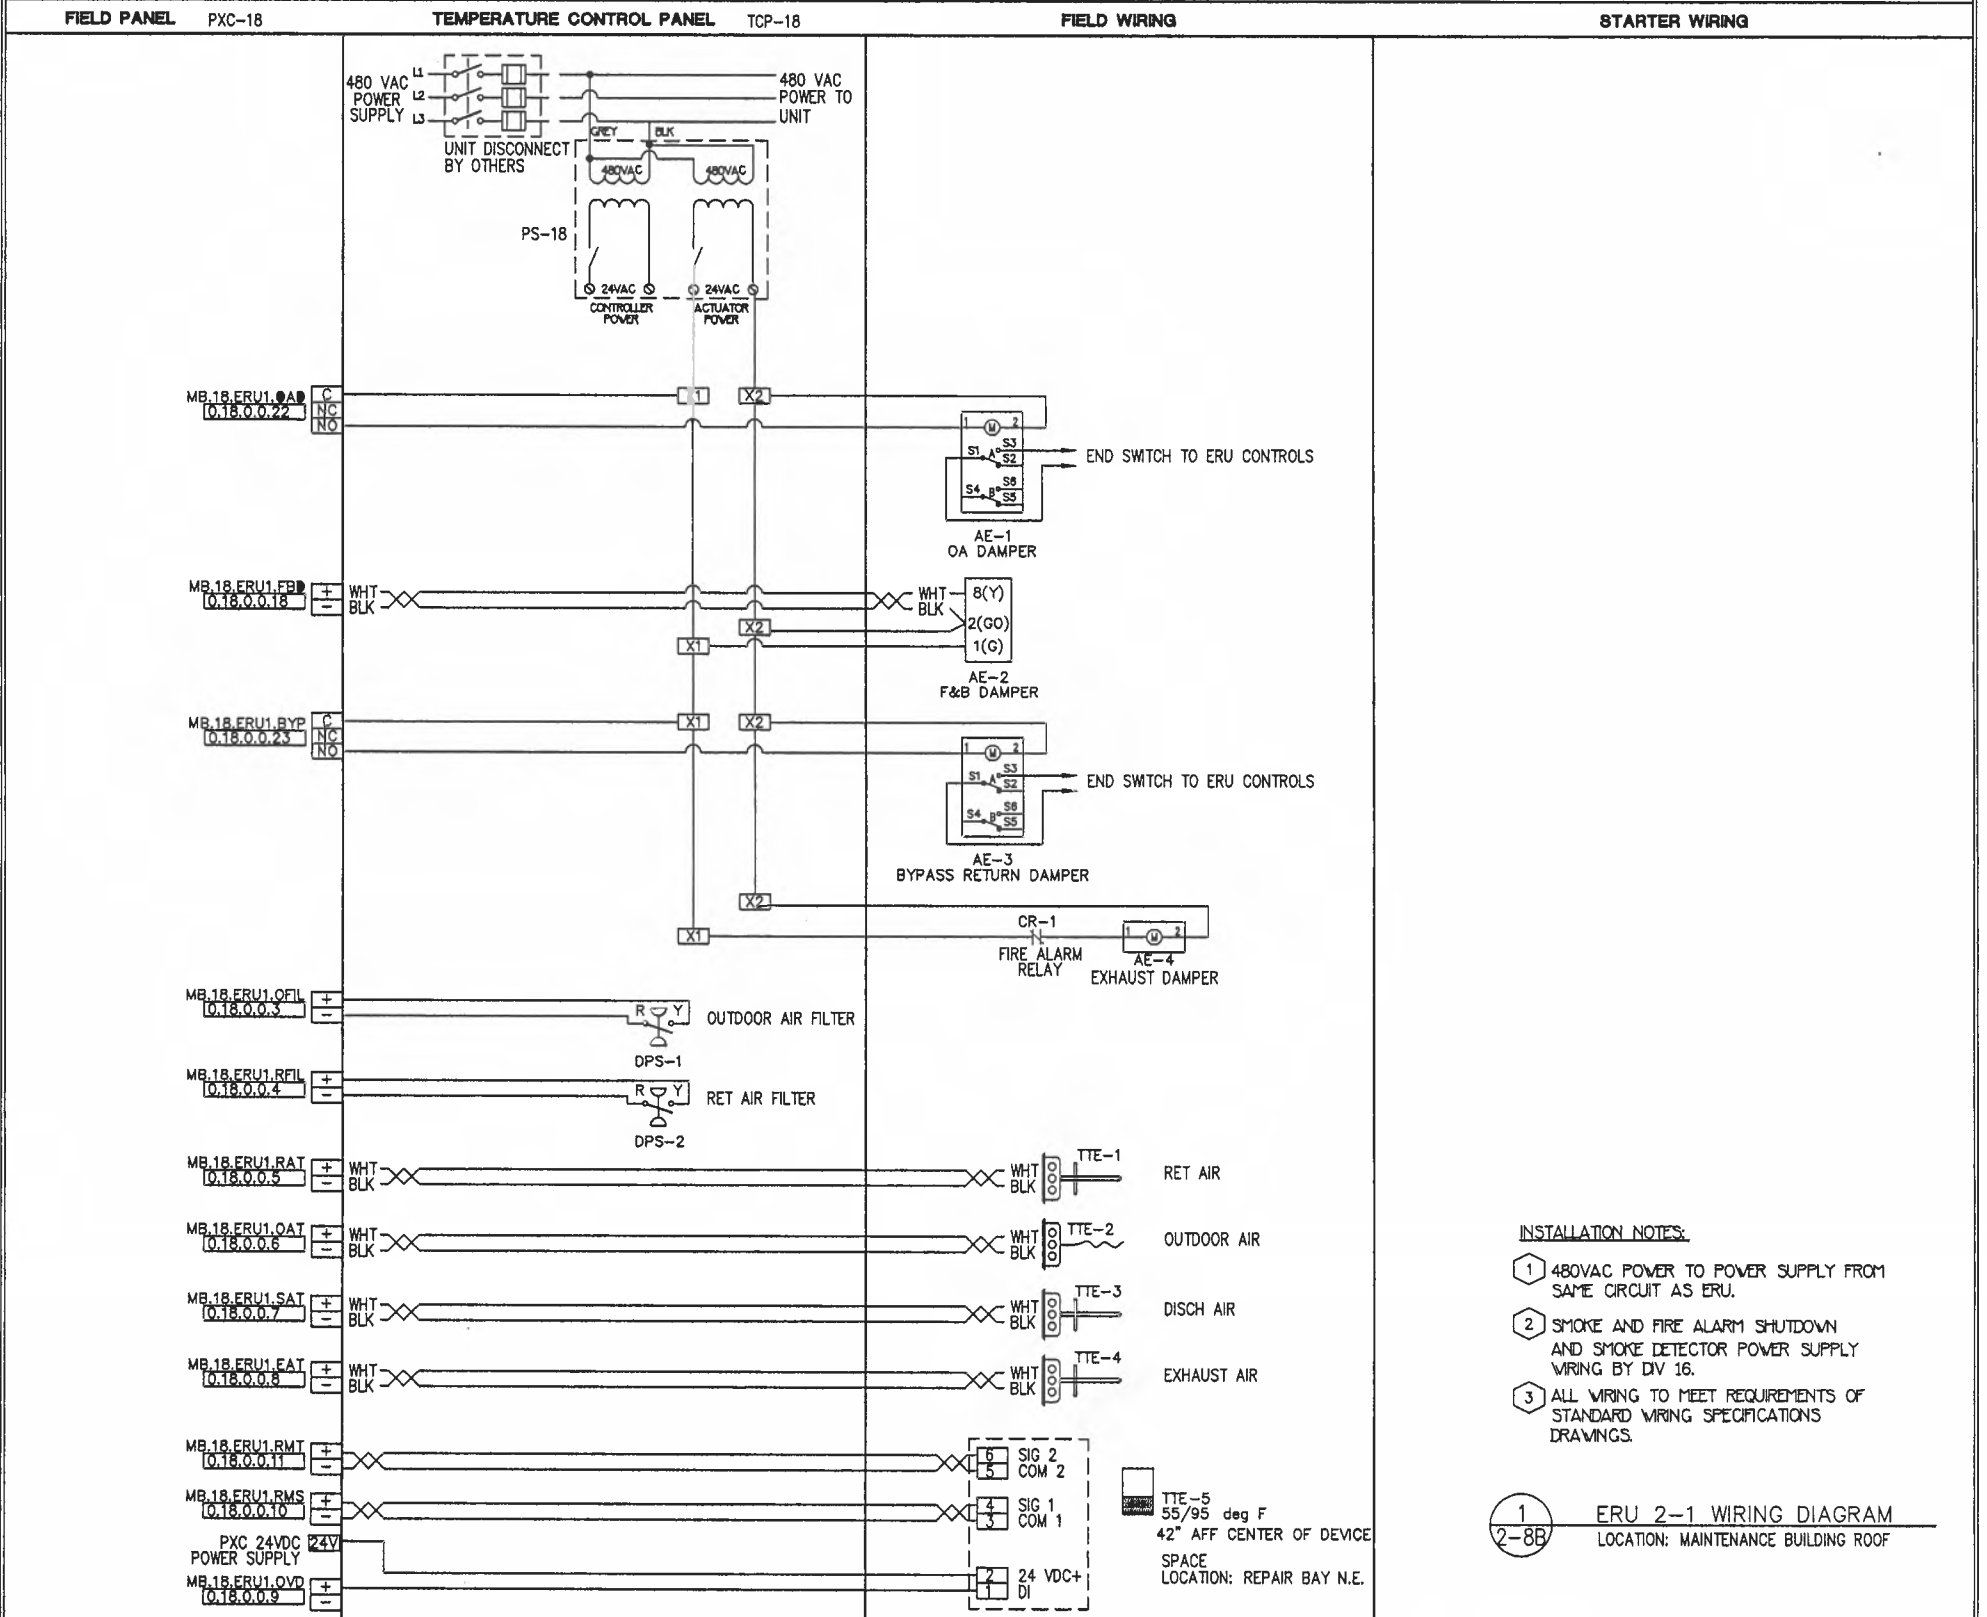 FIELD PANEL PXC-18
TEMPERATURE CONTROL PANEL TCP-18
FIELD WIRING
STARTER WIRING
480 VAC
POWER
SUPPLY
L1
L2
L3
480 VAC
POWER TO
UNIT
UNIT DISCONNECT
BY OTHERS
GREY BLK
480VAC 480VAC
PS-18
24VAC 24VAC
CONTROLLER
POWER
ACTUATOR
POWER
MB.18.ERU1.OAD
0.18.0.0.22
C
NC
NO
X1 X2
1 M 2
S1 A S3
S2
S4 B S6
S5
END SWITCH TO ERU CONTROLS
AE-1
OA DAMPER
MB.18.ERU1.FBD
0.18.0.0.18
+
-
WHT
BLK
WHT
BLK
8(Y)
2(GO)
1(G)
X2
X1
AE-2
F&B DAMPER
MB.18.ERU1.BYP
0.18.0.0.23
C
NC
NO
X1 X2
1 M 2
S1 A S3
S2
S4 B S6
S5
END SWITCH TO ERU CONTROLS
AE-3
BYPASS RETURN DAMPER
X2
X1
CR-1
FIRE ALARM
RELAY
1 M 2
AE-4
EXHAUST DAMPER
MB.18.ERU1.OFIL
0.18.0.0.3
+
-
R Y
OUTDOOR AIR FILTER
DPS-1
MB.18.ERU1.RFIL
0.18.0.0.4
+
-
R Y
RET AIR FILTER
DPS-2
MB.18.ERU1.RAT
0.18.0.0.5
+
-
WHT
BLK
WHT
BLK
TTE-1
RET AIR
MB.18.ERU1.OAT
0.18.0.0.6
+
-
WHT
BLK
WHT
BLK
TTE-2
OUTDOOR AIR
MB.18.ERU1.SAT
0.18.0.0.7
+
-
WHT
BLK
WHT
BLK
TTE-3
DISCH AIR
MB.18.ERU1.EAT
0.18.0.0.8
+
-
WHT
BLK
WHT
BLK
TTE-4
EXHAUST AIR
MB.18.ERU1.RMT
0.18.0.0.11
+
-
6 SIG 2
5 COM 2
MB.18.ERU1.RMS
0.18.0.0.10
+
-
4 SIG 1
3 COM 1
PXC 24VDC
POWER SUPPLY
24V
MB.18.ERU1.OVD
0.18.0.0.9
+
-
2 24 VDC+
1 DI
TTE-5
55/95 deg F
42" AFF CENTER OF DEVICE
SPACE
LOCATION: REPAIR BAY N.E.
INSTALLATION NOTES:
1 480VAC POWER TO POWER SUPPLY FROM
SAME CIRCUIT AS ERU.
2 SMOKE AND FIRE ALARM SHUTDOWN
AND SMOKE DETECTOR POWER SUPPLY
WIRING BY DIV 16.
3 ALL WIRING TO MEET REQUIREMENTS OF
STANDARD WIRING SPECIFICATIONS
DRAWINGS.
1
2-8B
ERU 2-1 WIRING DIAGRAM
LOCATION: MAINTENANCE BUILDING ROOF